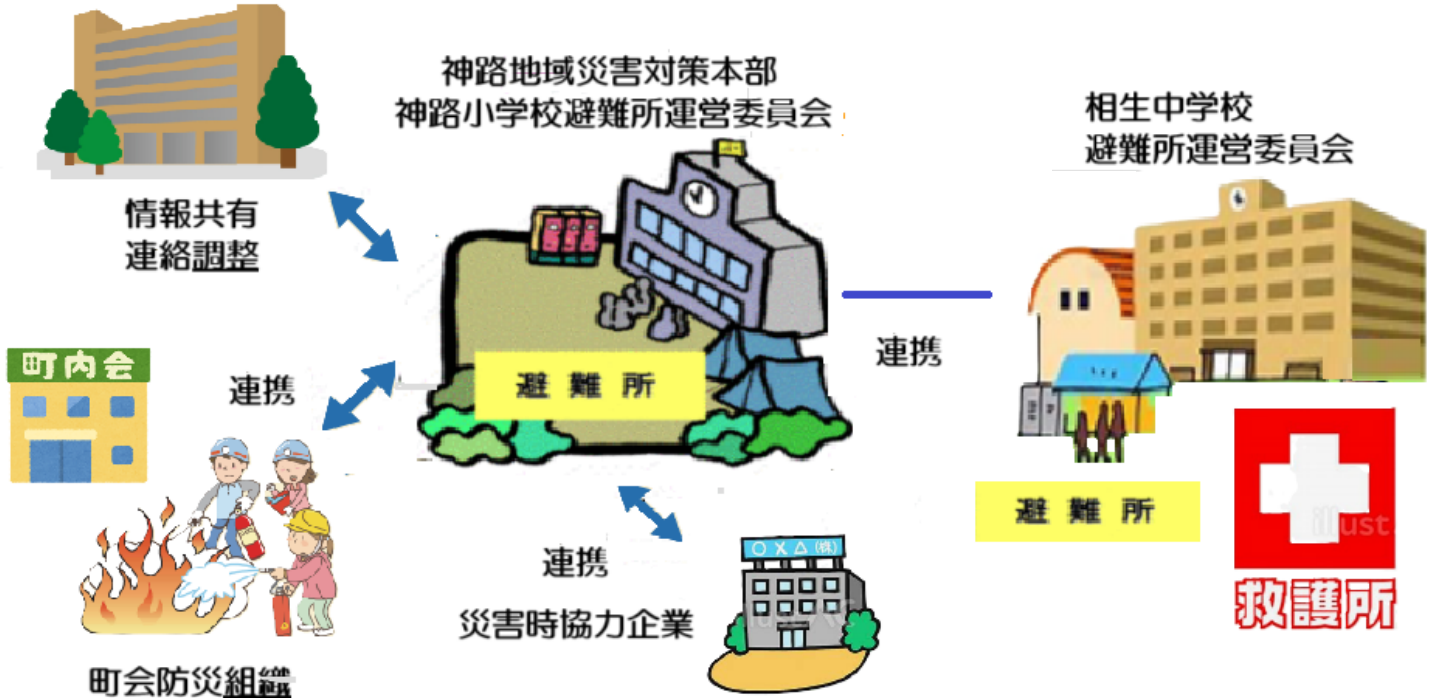 神路地域災害対策本部
神路小学校避難所運営委員会
相生中学校
避難所運営委員会
情報共有
連絡調整
連携
町内会
連携
避難所
避難所
連携
○×△(株)
災害時協力企業
救護所
町会防災組織